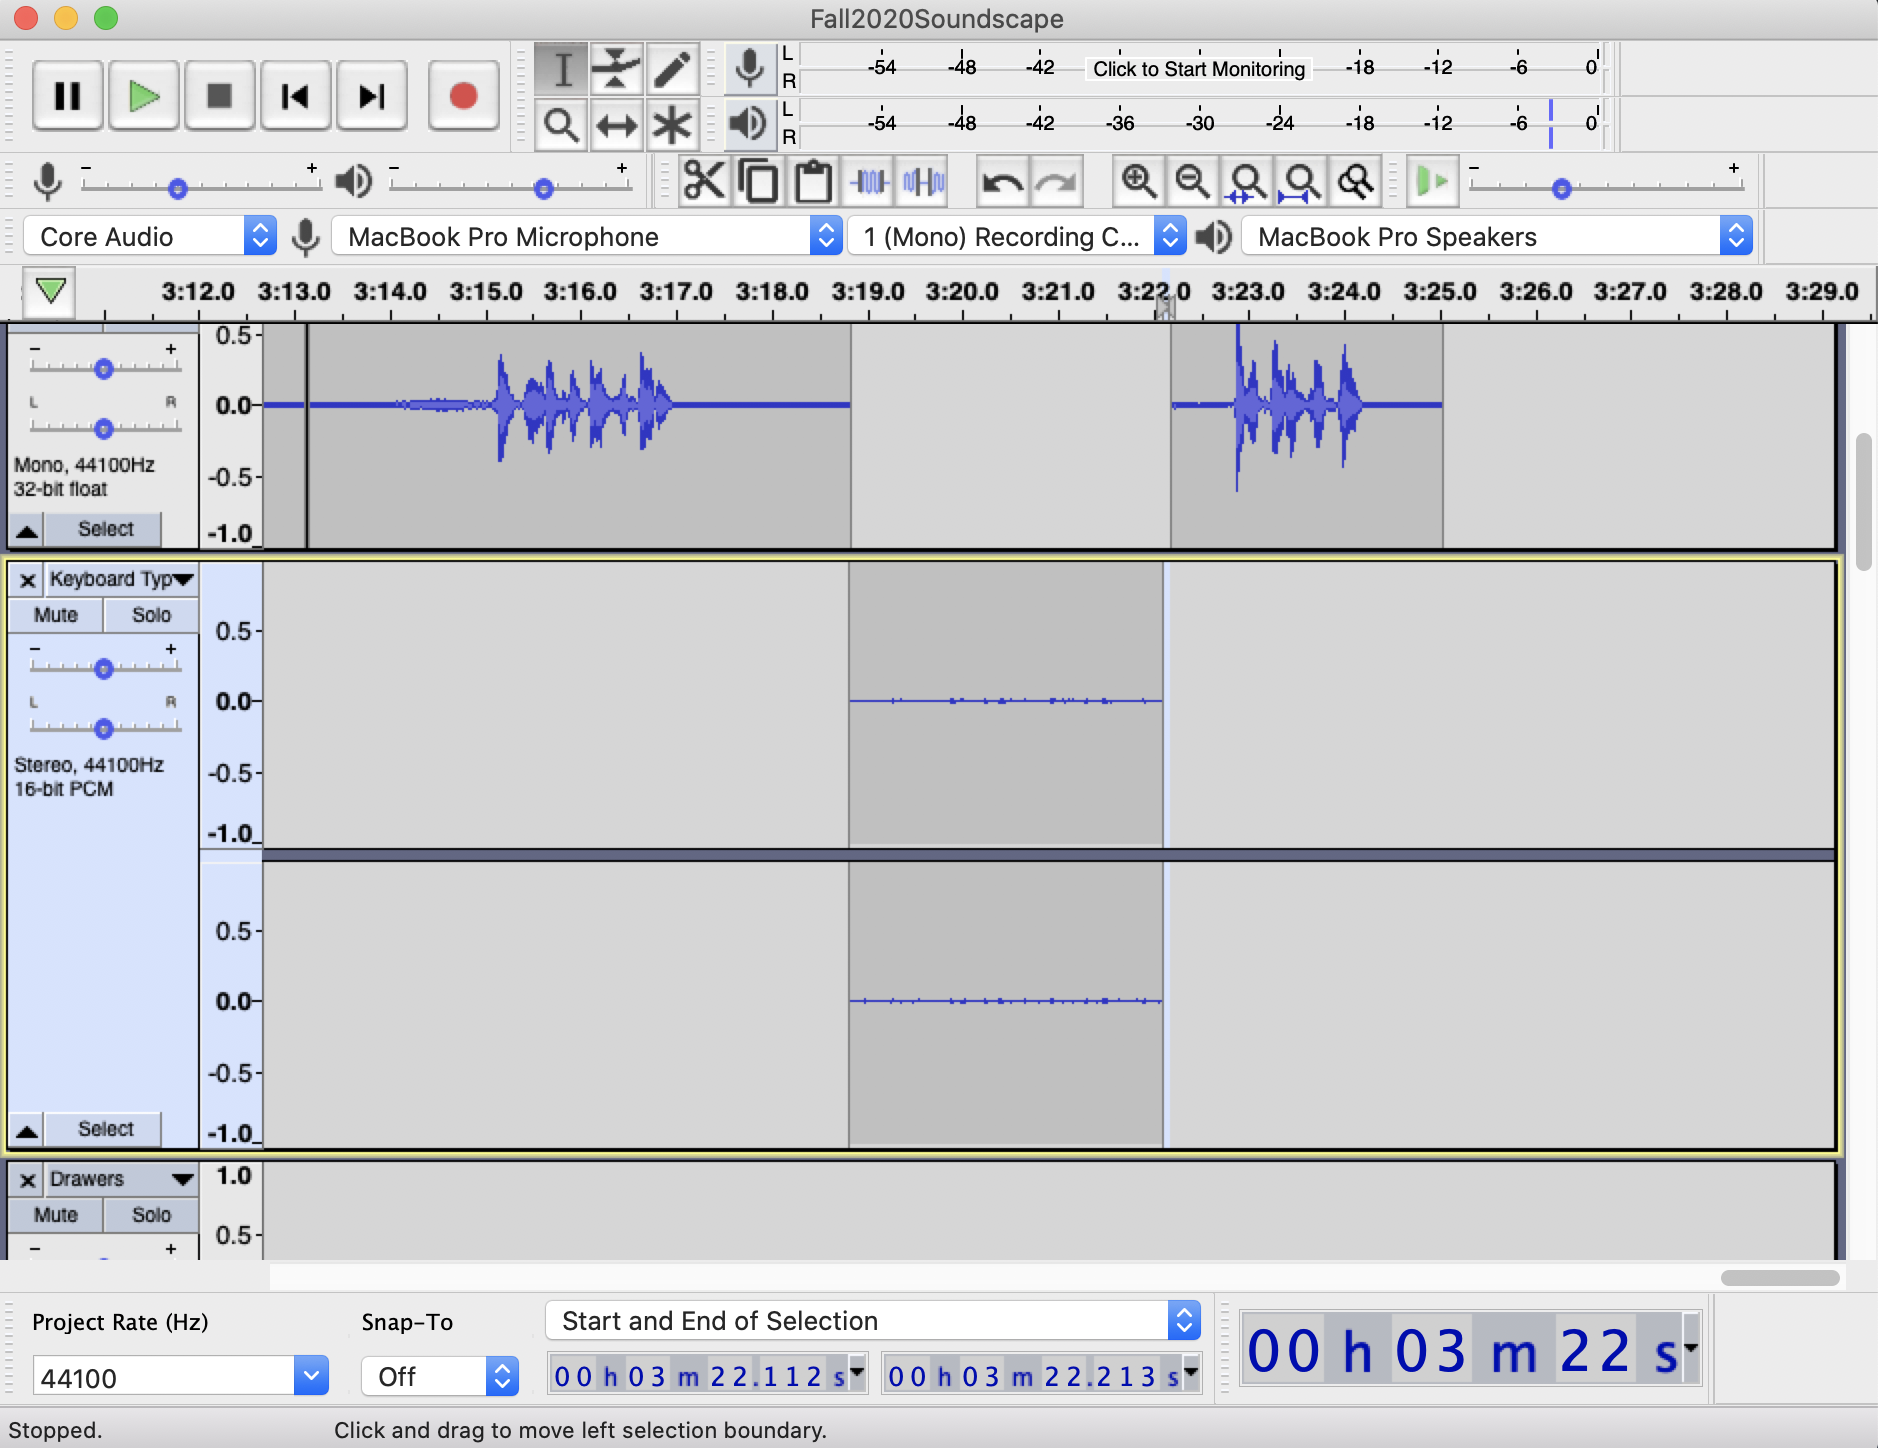 Fall2020Soundscape
L
R
-54 -48 -42 Click to Start Monitoring -18 -12 -6 0
L
R
-54 -48 -42 -36 -30 -24 -18 -12 -6 0
- + - + - +
Core Audio MacBook Pro Microphone 1 (Mono) Recording C... MacBook Pro Speakers
3:12.0 3:13.0 3:14.0 3:15.0 3:16.0 3:17.0 3:18.0 3:19.0 3:20.0 3:21.0 3:22.0 3:23.0 3:24.0 3:25.0 3:26.0 3:27.0 3:28.0 3:29.0
0.5
- +
L R
0.0
Mono, 44100Hz
-0.5
32-bit float
Select
-1.0
Keyboard Typ
Mute Solo
0.5
- +
L R
0.0
Stereo, 44100Hz
-0.5
16-bit PCM
-1.0
0.5
0.0
-0.5
Select
-1.0
Drawers
1.0
Mute Solo
0.5
- +
Project Rate (Hz) Snap-To Start and End of Selection
44100 Off 00 h 03 m 22.112 s 00 h 03 m 22.213 s
00 h 03 m 22 s
Stopped. Click and drag to move left selection boundary.